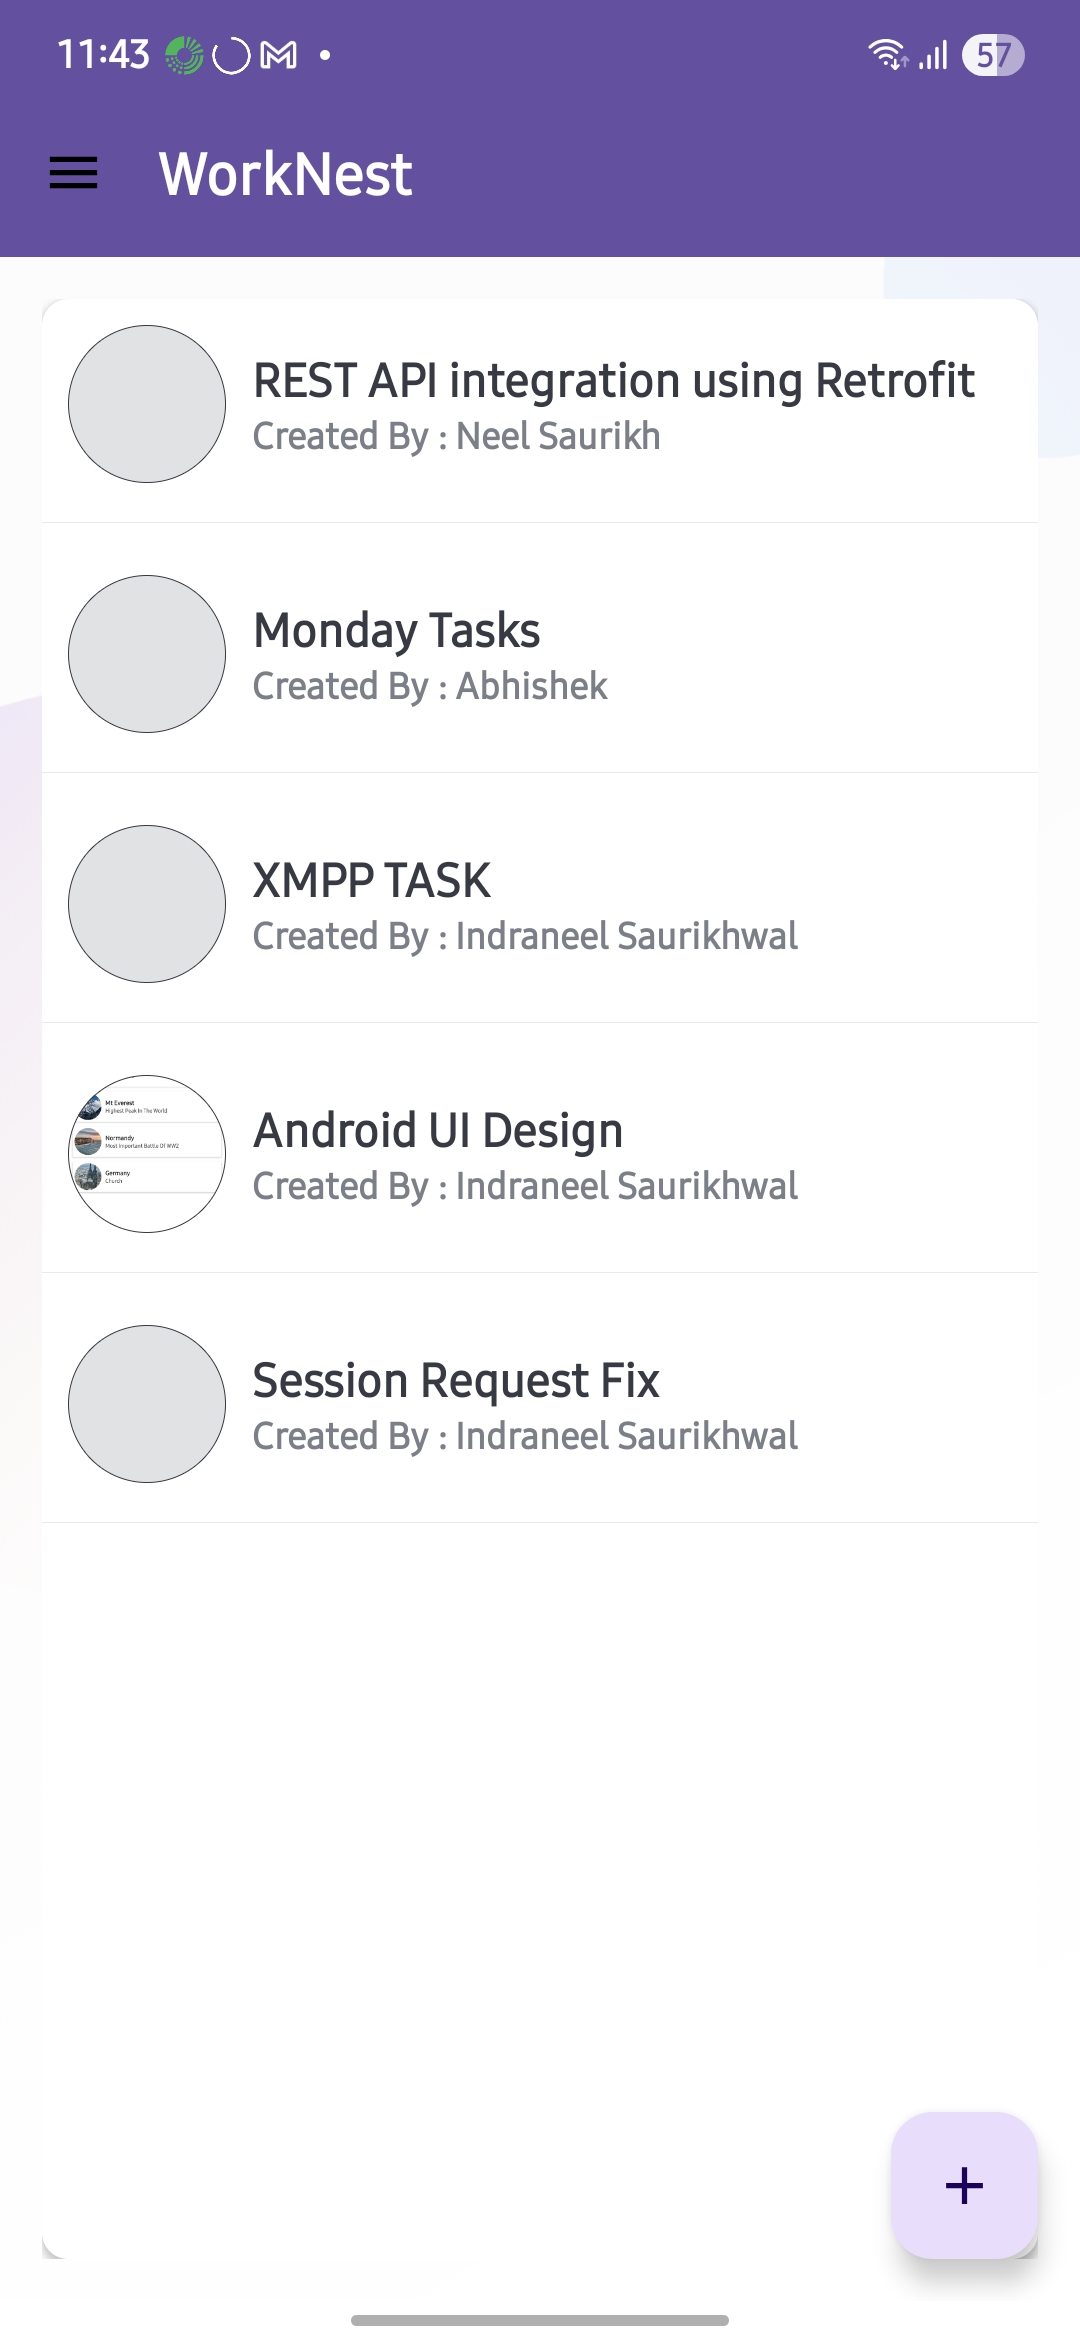 11:43
57
WorkNest
REST API integration using Retrofit
Created By : Neel Saurikh
Monday Tasks
Created By : Abhishek
XMPP TASK
Created By : Indraneel Saurikhwal
Mt Everest
Highest Peak In The World
Normandy
Most Important Battle Of WW2
Germany
Church
Android UI Design
Created By : Indraneel Saurikhwal
Session Request Fix
Created By : Indraneel Saurikhwal